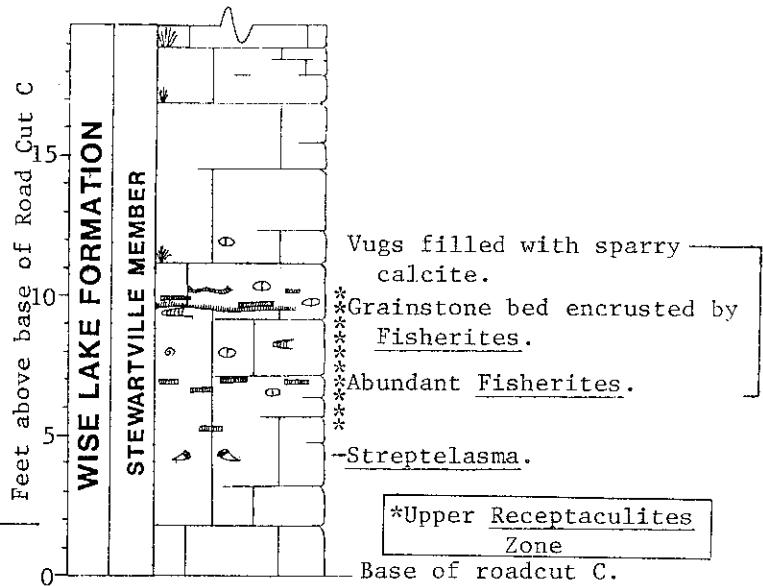 Feet above base of Road Cut C
15
10
5
0
WISE LAKE FORMATION
STEWARTVILLE MEMBER
Vugs filled with sparry
calcite.
Grainstone bed encrusted by
Fisherites.
Abundant Fisherites.
Streptelasma.
*Upper Receptaculites
Zone
Base of roadcut C.
* * * * * * * * * *